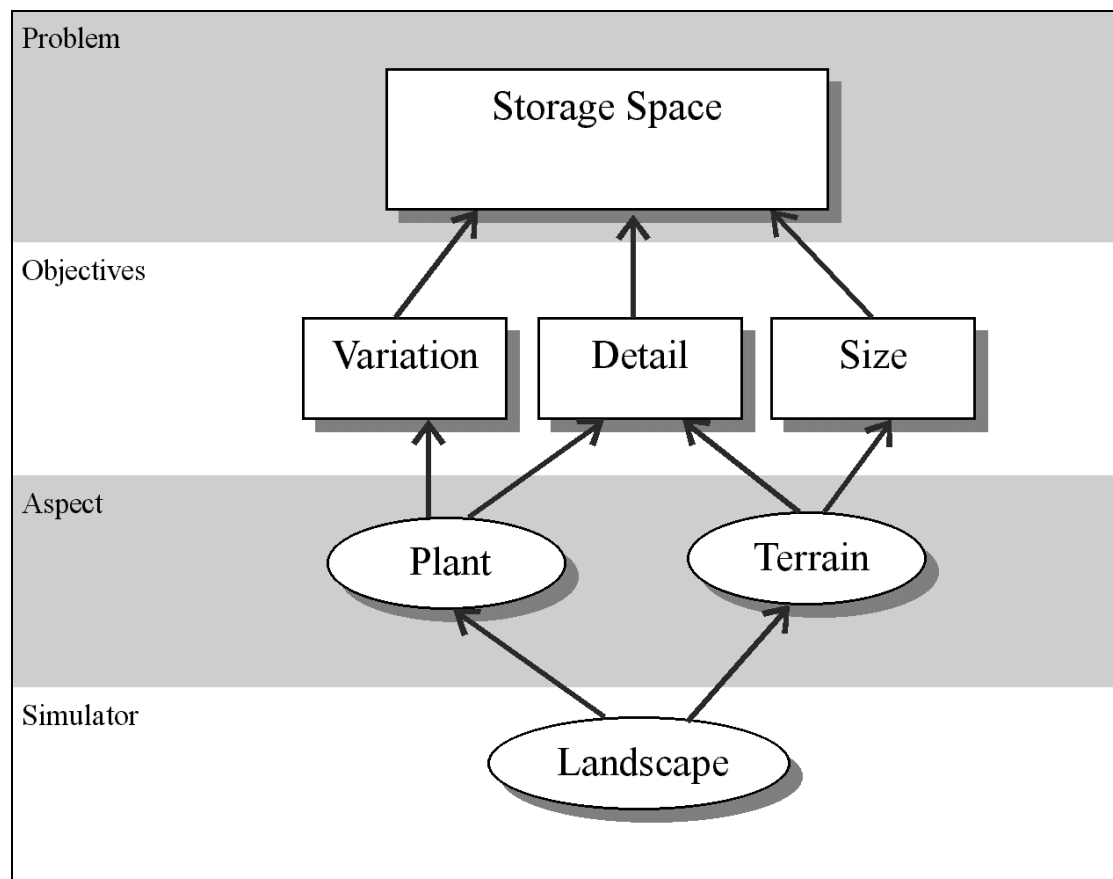 Problem
Storage Space
Objectives
Variation
Detail
Size
Aspect
Plant
Terrain
Simulator
Landscape